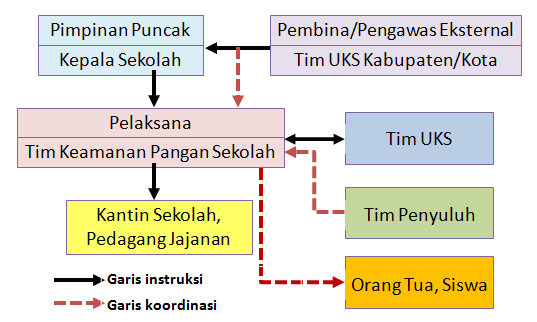 Pimpinan Puncak
Kepala Sekolah
Pembina/Pengawas Eksternal
Tim UKS Kabupaten/Kota
Pelaksana
Tim Keamanan Pangan Sekolah
Tim UKS
Kantin Sekolah,
Pedagang Jajanan
Tim Penyuluh
Orang Tua, Siswa
Garis instruksi
Garis koordinasi